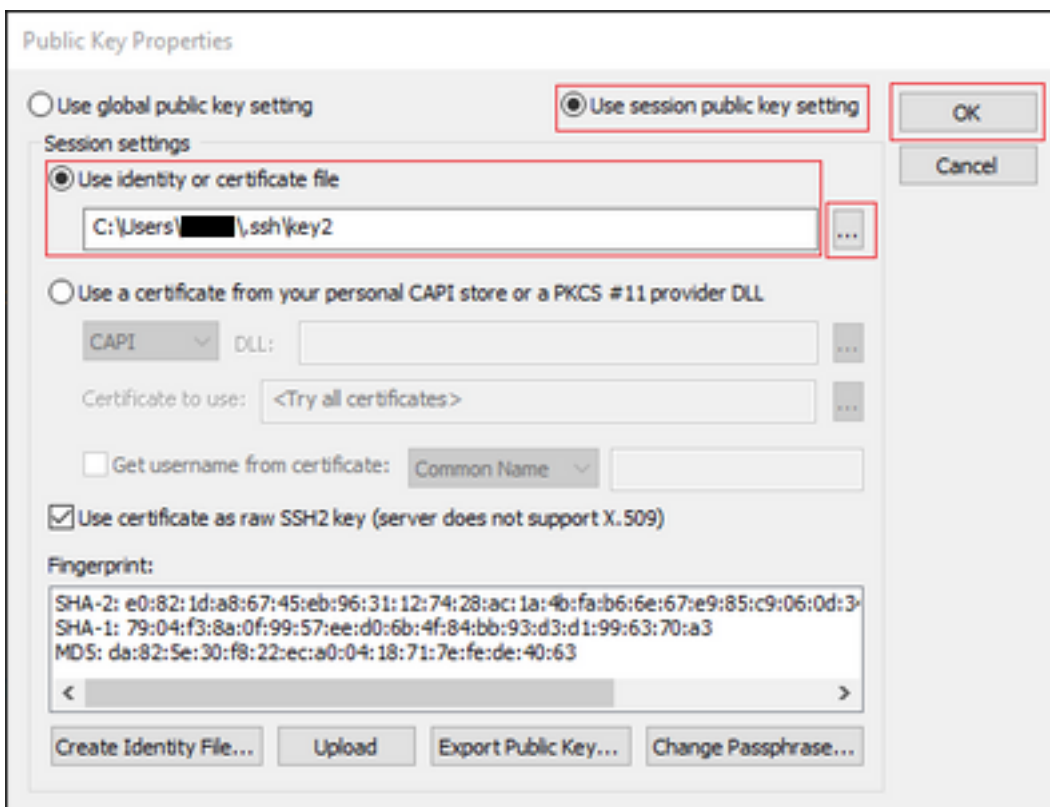 Public Key Properties
Use global public key setting
Use session public key setting
OK
Session settings
Cancel
Use identity or certificate file
C:\Users\ \.ssh\key2
...
Use a certificate from your personal CAPI store or a PKCS #11 provider DLL
CAPI
DLL:
...
Certificate to use:
<Try all certificates>
...
Get username from certificate:
Common Name
Use certificate as raw SSH2 key (server does not support X.509)
Fingerprint:
SHA-2: e0:82:1d:a8:67:45:eb:96:31:12:74:28:ac:1a:4b:fa:b6:6e:67:e9:85:c9:06:0d:3
SHA-1: 79:04:f3:8a:0f:99:57:ee:d0:6b:4f:84:bb:93:d3:d1:99:63:70:a3
MD5: da:82:5e:30:f8:22:ec:a0:04:18:71:7e:fe:de:40:63
Create Identity File...
Upload
Export Public Key...
Change Passphrase...